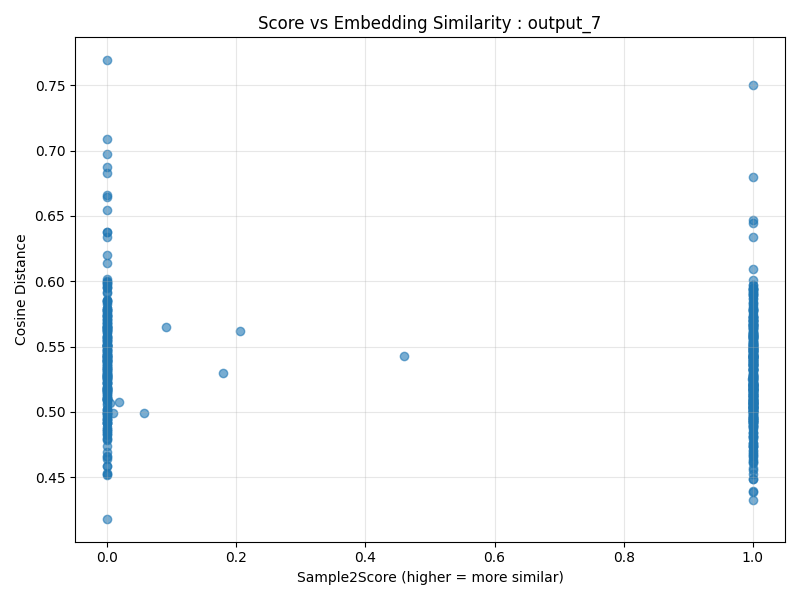 Score vs Embedding Similarity : output_7
Cosine Distance
0.75
0.70
0.65
0.60
0.55
0.50
0.45
0.0 0.2 0.4 0.6 0.8 1.0
Sample2Score (higher = more similar)